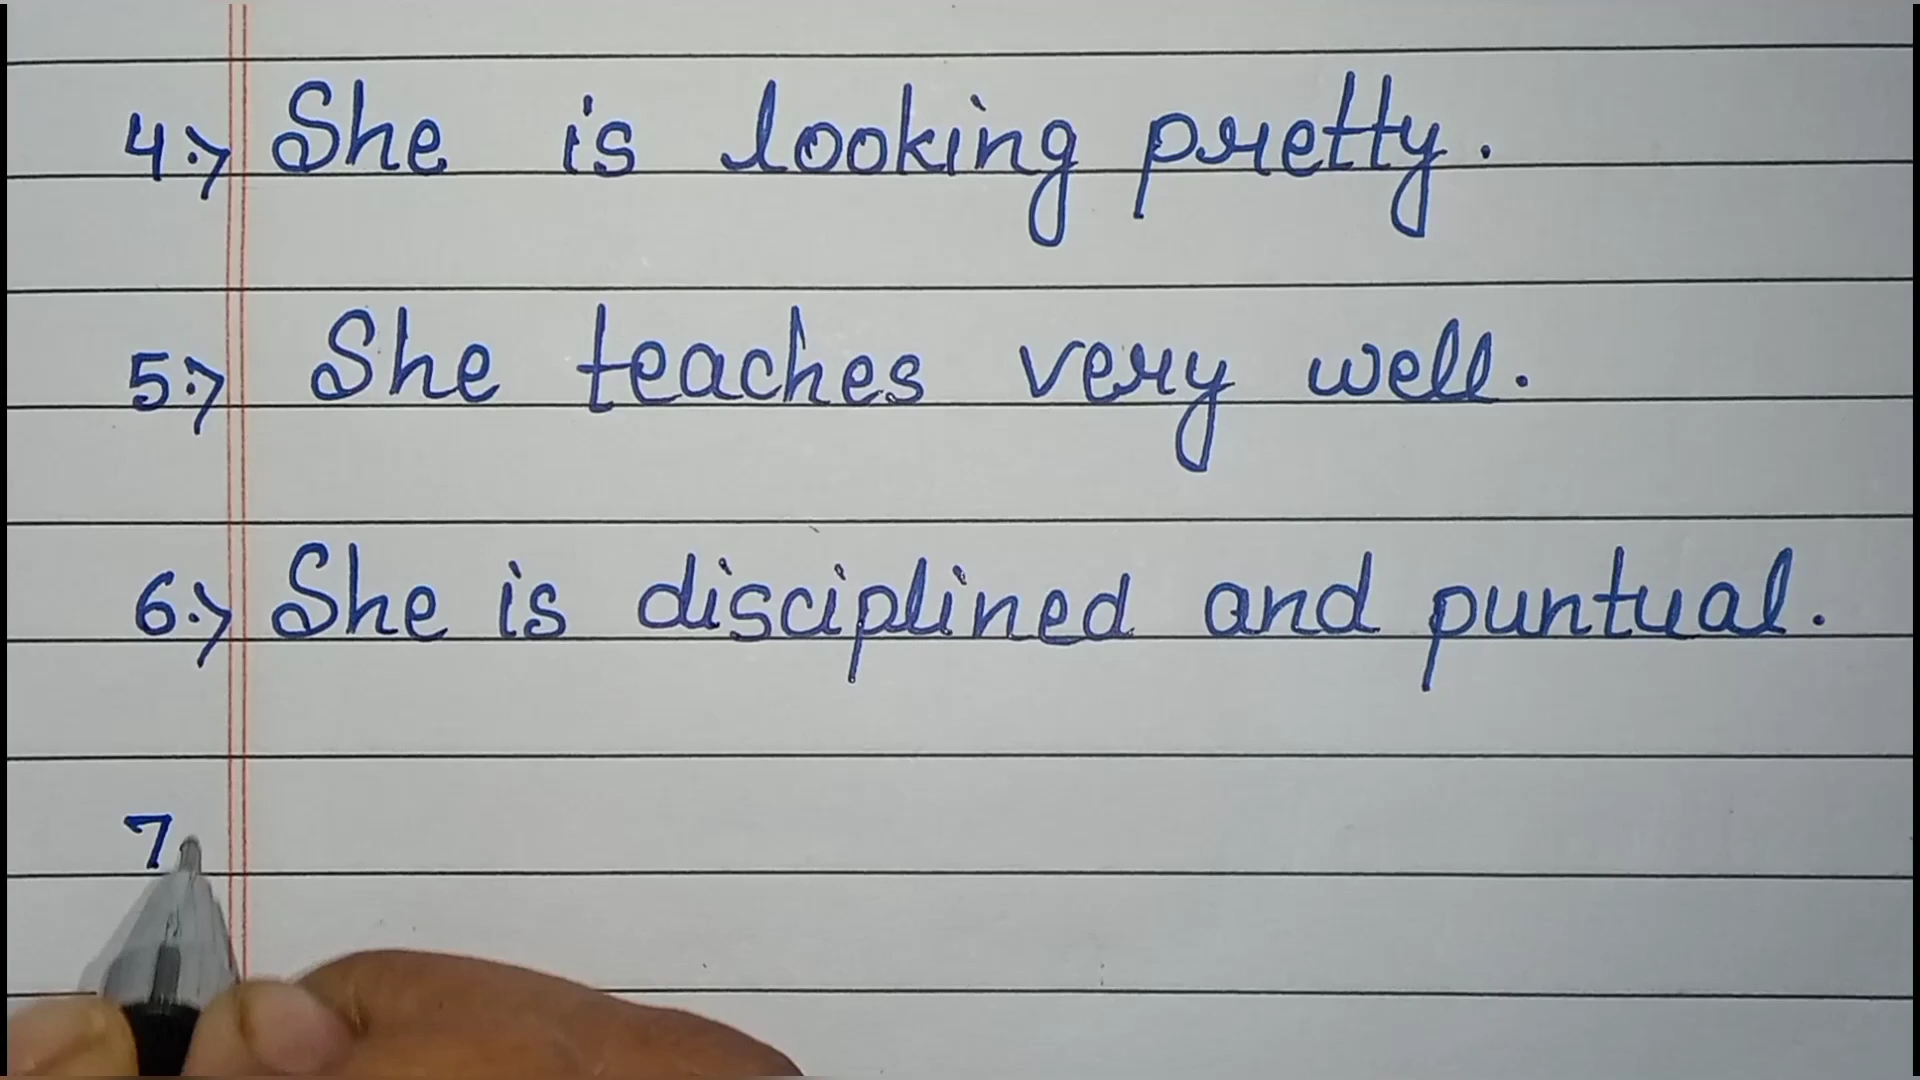 4:> She is looking pretty.
5:> She teaches very well.
6:> She is disciplined and puntual.
7